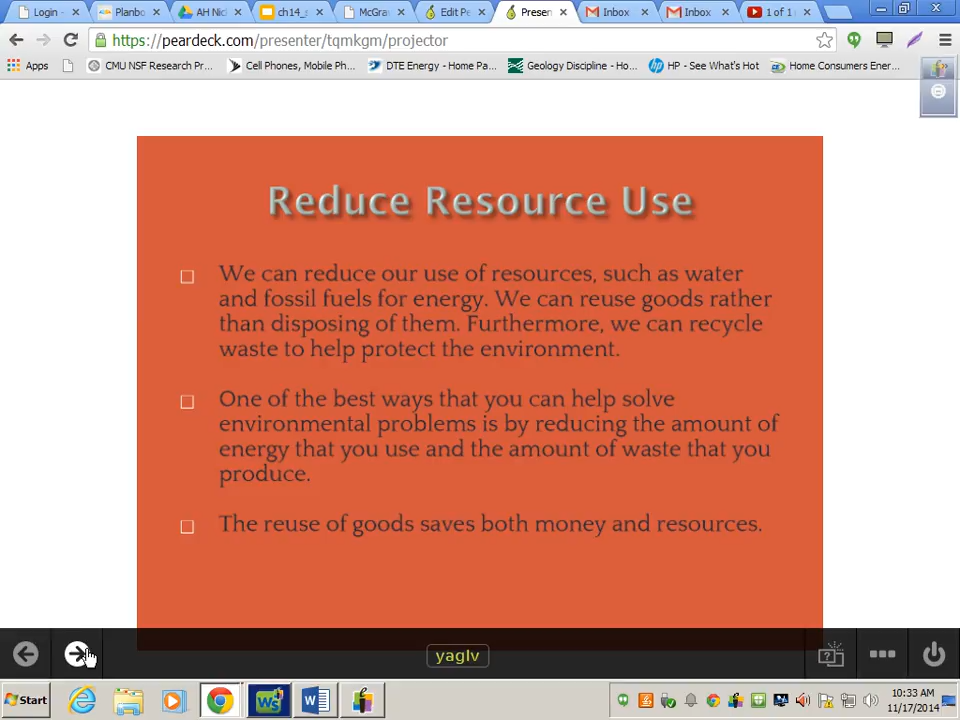 Login -
Planbo
AH Nic
ch14_
McGra
Edit Pe
Presen
Inbox
Inbox
1 of 1
https://peardeck.com/presenter/tqmkgm/projector
Apps
CMU NSF Research Pr...
Cell Phones, Mobile Ph...
DTE Energy - Home Pa...
Geology Discipline - Ho...
HP - See What's Hot
Home Consumers Ener...
Reduce Resource Use
We can reduce our use of resources, such as water
and fossil fuels for energy. We can reuse goods rather
than disposing of them. Furthermore, we can recycle
waste to help protect the environment.
One of the best ways that you can help solve
environmental problems is by reducing the amount of
energy that you use and the amount of waste that you
produce.
The reuse of goods saves both money and resources.
yaglv
Start
WS
10:33 AM
11/17/2014